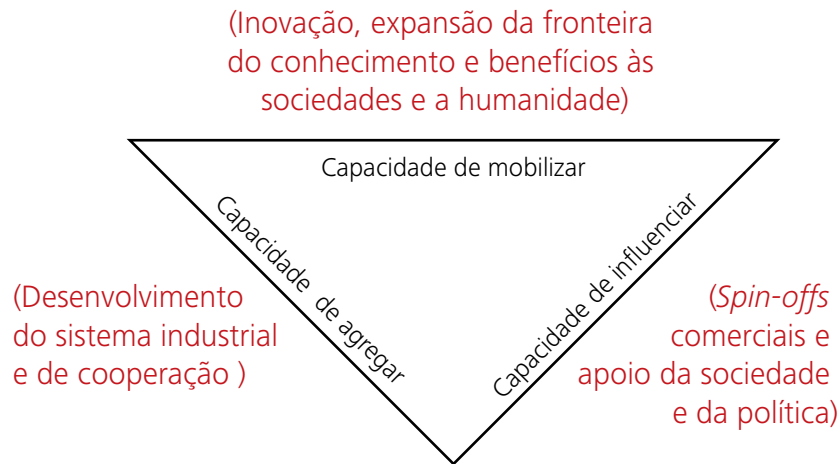 (Inovação, expansão da fronteira
do conhecimento e benefícios às
sociedades e a humanidade)
Capacidade de mobilizar
Capacidade de agregar
Capacidade de influenciar
(Desenvolvimento
do sistema industrial
e de cooperação )
(Spin-offs
comerciais e
apoio da sociedade
e da política)